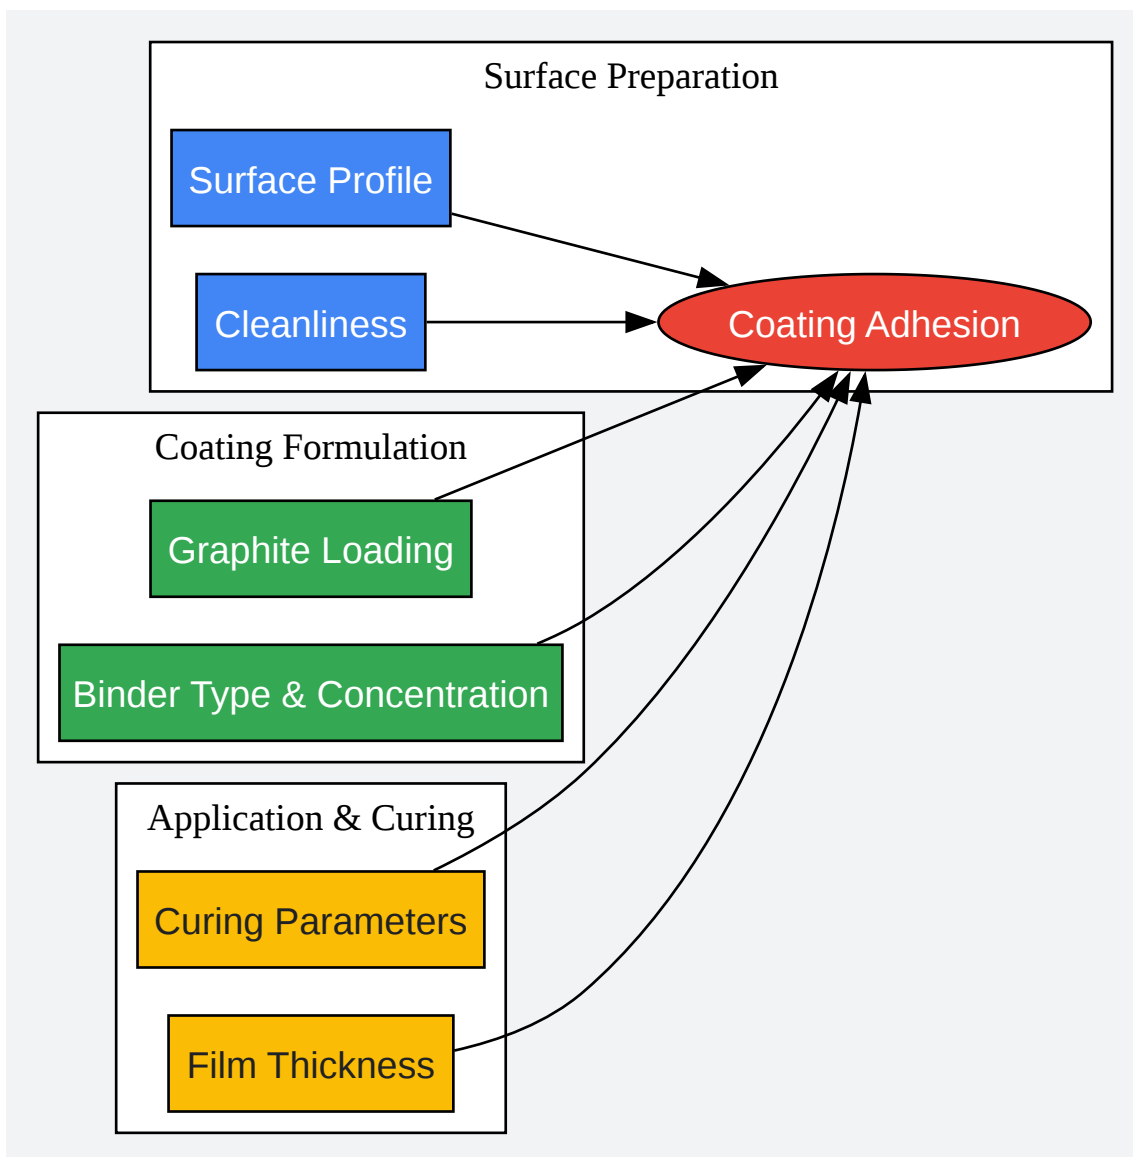 Surface Preparation
Surface Profile
Cleanliness
Coating Adhesion
Coating Formulation
Graphite Loading
Binder Type & Concentration
Application & Curing
Curing Parameters
Film Thickness